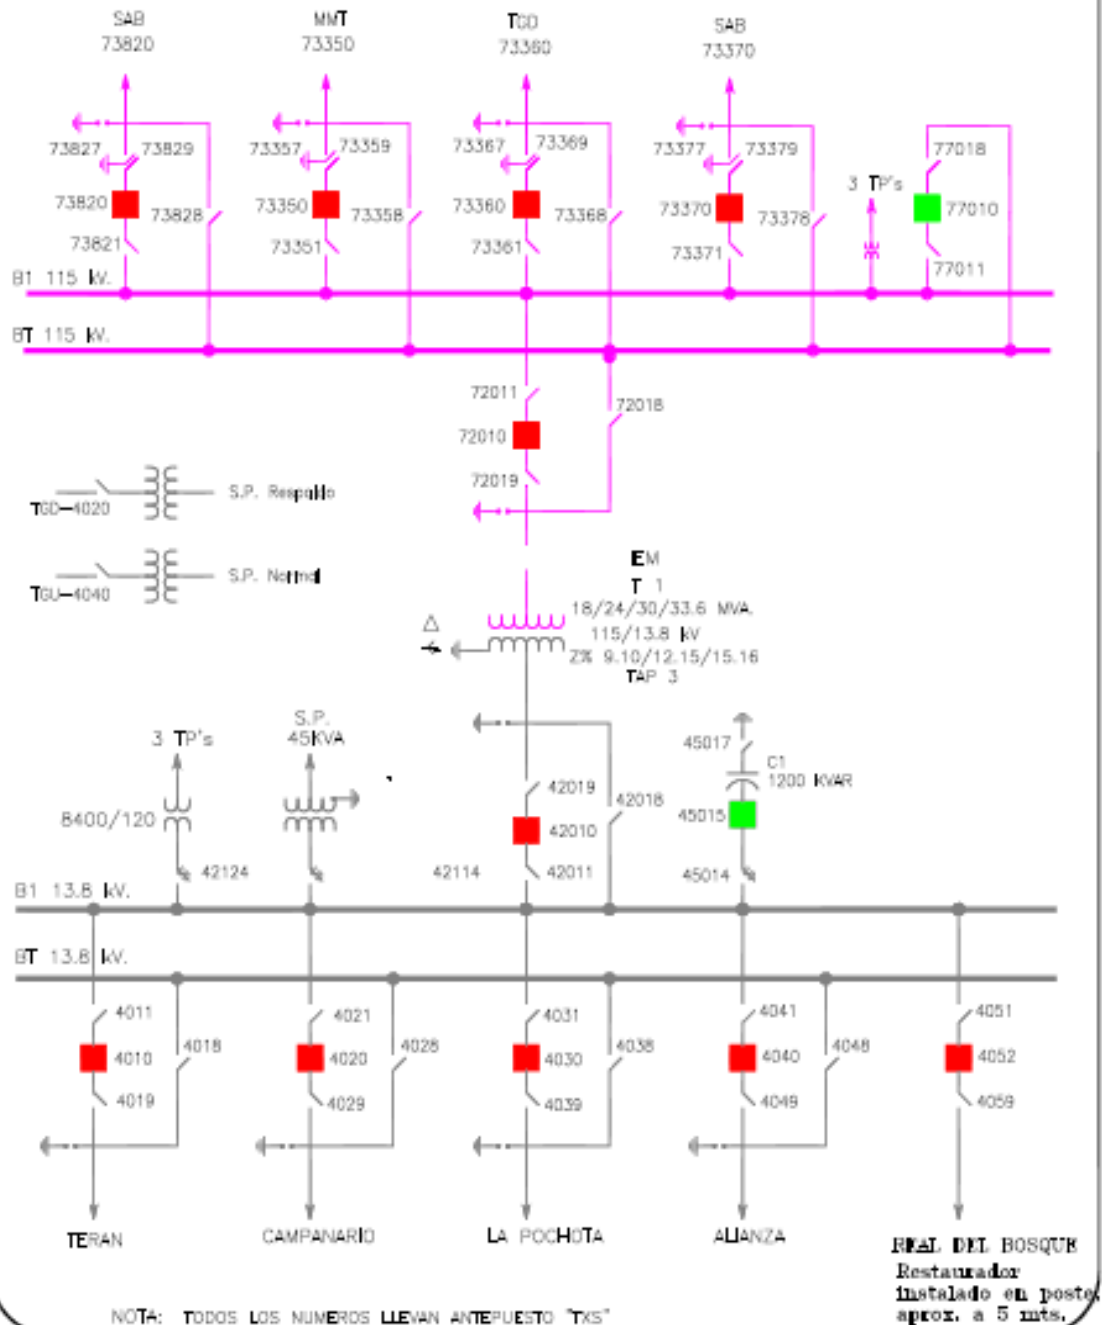 SAB
73820
MMT
73350
TGD
73360
SAB
73370
73827
73829
73357
73359
73367
73369
73377
73379
77018
3 TP's
73820
73828
73350
73358
73360
73368
73370
73378
77010
73821
73351
73361
73371
77011
B1 115 kV.
BT 115 kV.
72011
72018
72010
72019
TGD-4020
S.P. Respaldo
TGU-4040
S.P. Normal
EM
T 1
18/24/30/33.6 MVA.
115/13.8 kV
Z% 9.10/12.15/15.16
TAP 3
Δ
3 TP's
S.P.
45KVA
45017
C1
1200 KVAR
8400/120
42019
42018
42010
45015
42124
42114
42011
45014
B1 13.8 kV.
BT 13.8 kV.
4011
4021
4031
4041
4051
4010
4018
4020
4028
4030
4038
4040
4048
4052
4019
4029
4039
4049
4059
TERAN
CAMPANARIO
LA POCHOTA
ALIANZA
REAL DEL BOSQUE
Restaurador
instalado en poste
aprox. a 5 mts.
NOTA: TODOS LOS NUMEROS LLEVAN ANTEPUESTO "TXS"